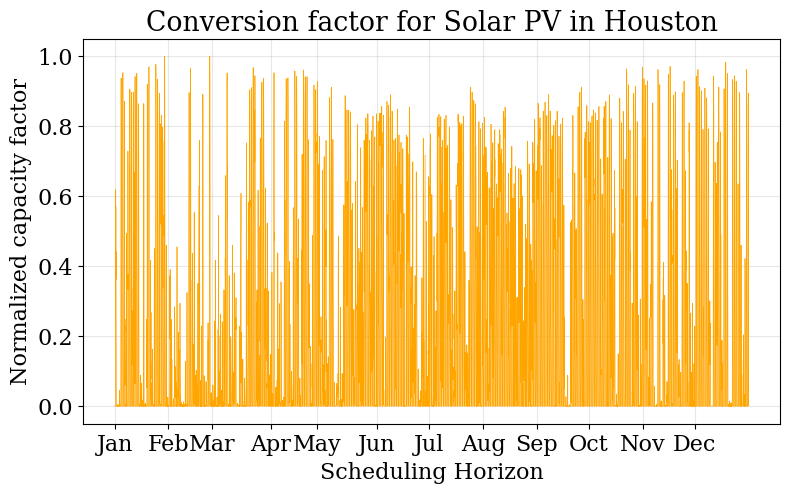 Conversion factor for Solar PV in Houston
Normalized capacity factor
1.0
0.8
0.6
0.4
0.2
0.0
Jan Feb Mar Apr May Jun Jul Aug Sep Oct Nov Dec
Scheduling Horizon